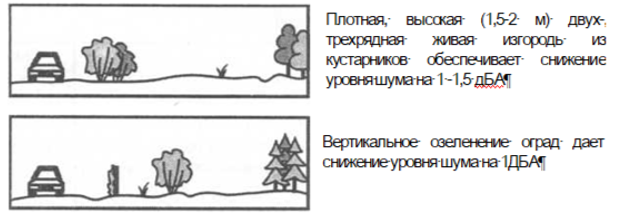 Плотная, высокая (1,5-2 м) двух-,
трехрядная живая изгородь из
кустарников обеспечивает снижение
уровня шума на 1~1,5 дБА¶
Вертикальное озеленение оград дает
снижение уровня шума на 1ДБА¶